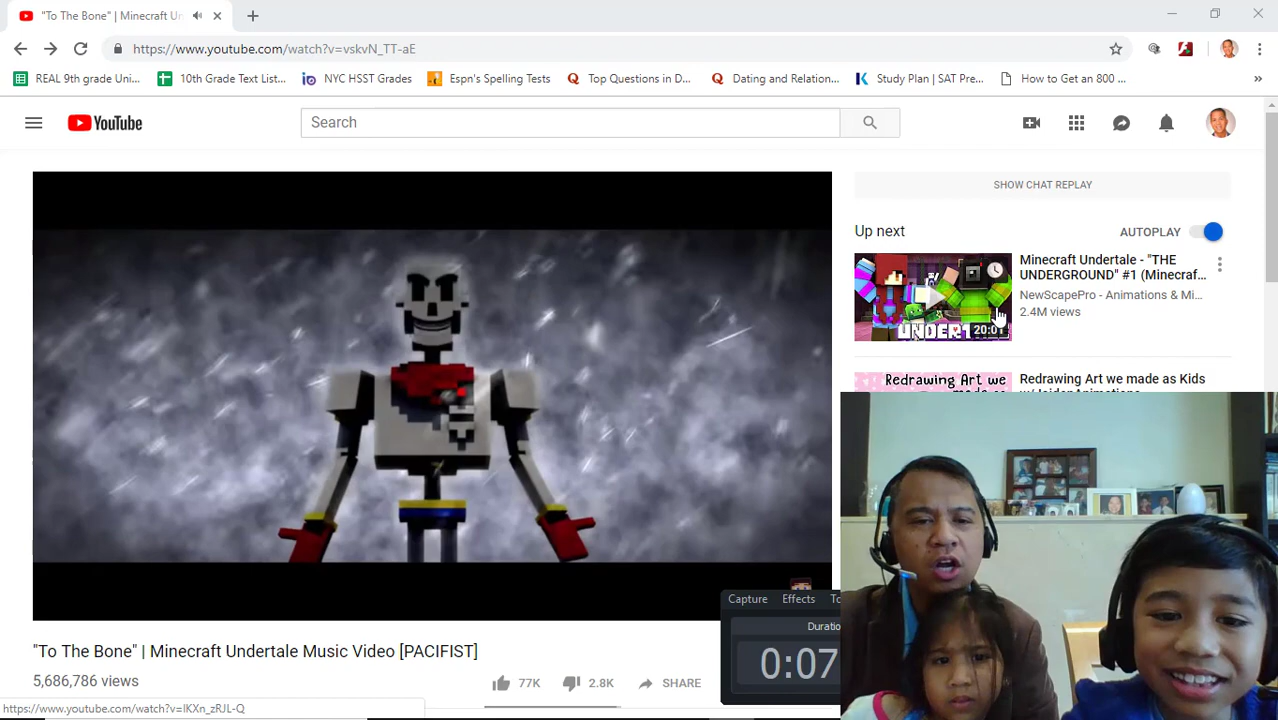 "To The Bone" | Minecraft Un
https://www.youtube.com/watch?v=vskvN_TT-aE
REAL 9th grade Uni...
10th Grade Text List...
NYC HSST Grades
Espn's Spelling Tests
Top Questions in D...
Dating and Relation...
Study Plan | SAT Pre...
How to Get an 800 ...
»
YouTube
Search
SHOW CHAT REPLAY
Up next
AUTOPLAY
Minecraft Undertale - "THE
UNDERGROUND" #1 (Minecraf...
NewScapePro - Animations & Mi...
2.4M views
20:01
Redrawing Art we
made as
Redrawing Art we made as Kids
Capture Effects To
Duratio
0:07
"To The Bone" | Minecraft Undertale Music Video [PACIFIST]
5,686,786 views
77K
2.8K
SHARE
https://www.youtube.com/watch?v=IKXn_zRJL-Q